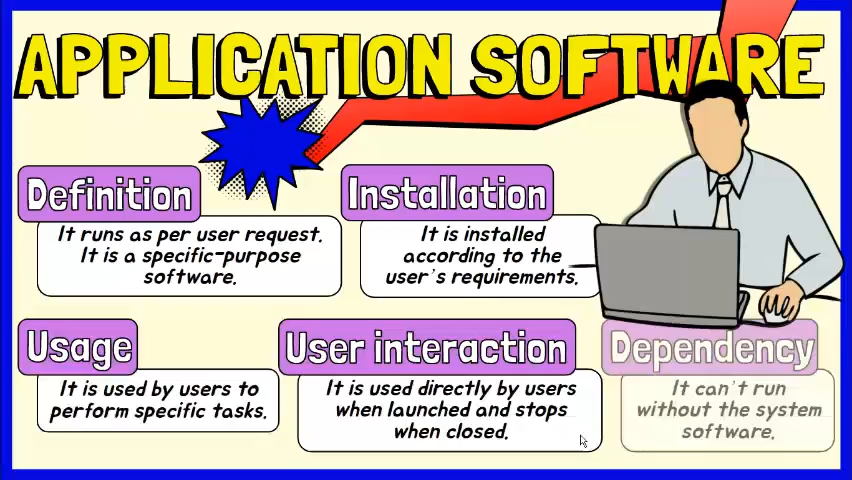 APPLICATION SOFTWARE
Definition
It runs as per user request.
It is a specific-purpose
software.
Installation
It is installed
according to the
user's requirements.
Usage
It is used by users to
perform specific tasks.
User interaction
It is used directly by users
when launched and stops
when closed.
Dependency
It can't run
without the system
software.